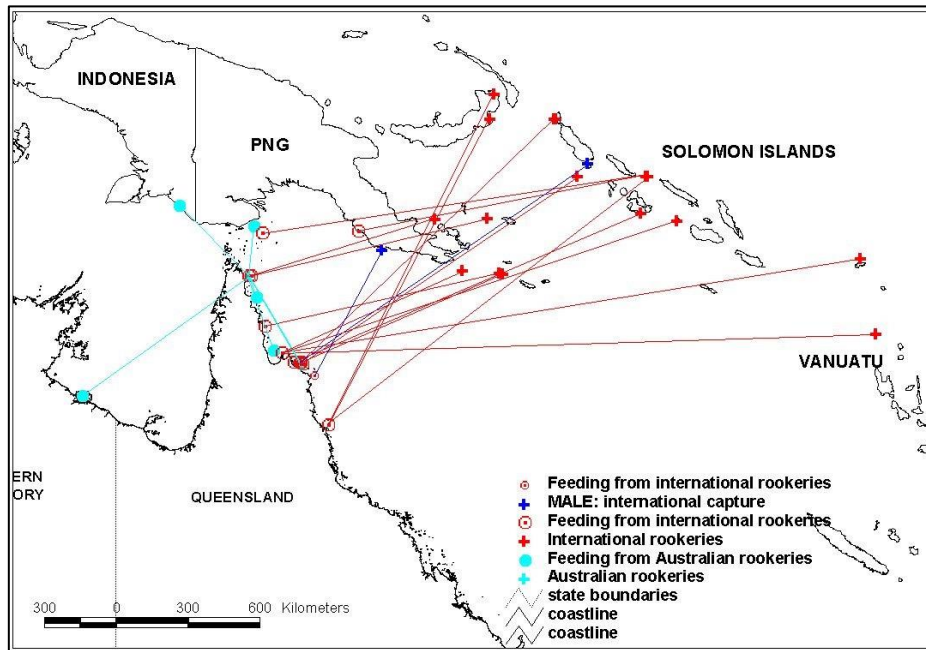 INDONESIA
PNG
SOLOMON ISLANDS
VANUATU
ERN
ORY
QUEENSLAND
Feeding from international rookeries
MALE: international capture
Feeding from international rookeries
International rookeries
Feeding from Australian rookeries
Australian rookeries
state boundaries
coastline
coastline
300 0 300 600 Kilometers